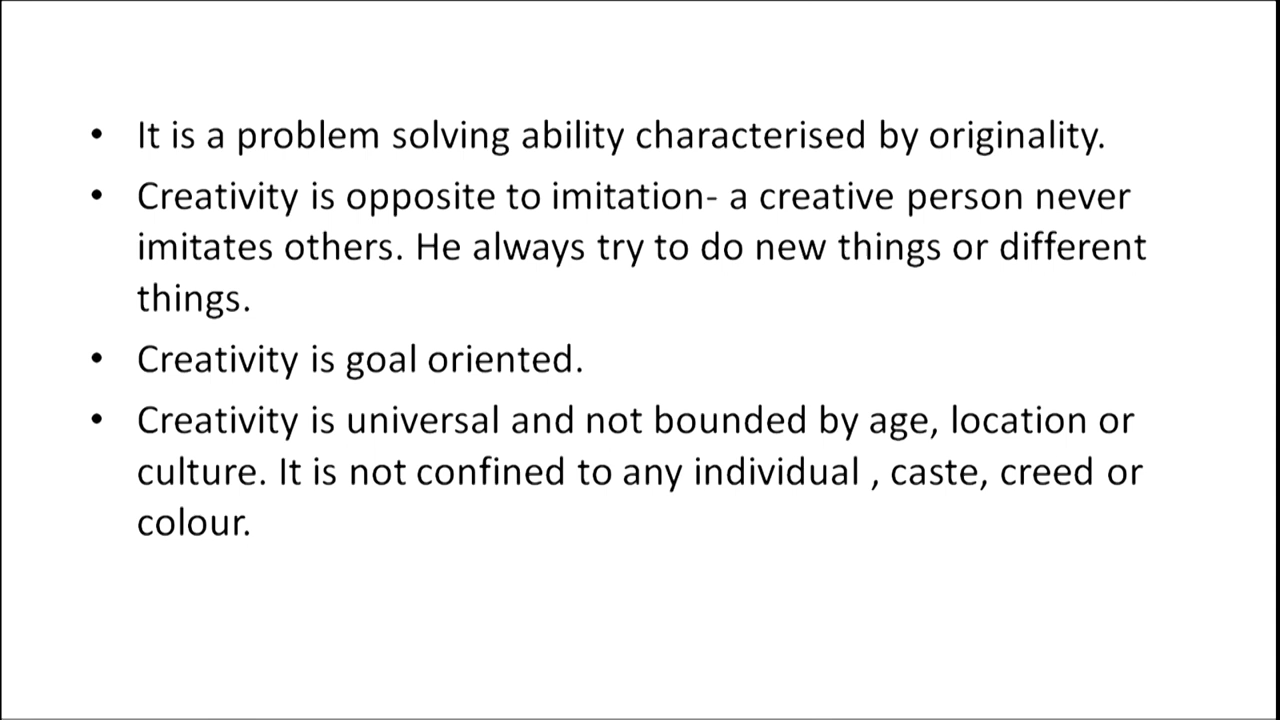 • It is a problem solving ability characterised by originality.
• Creativity is opposite to imitation- a creative person never
imitates others. He always try to do new things or different
things.
• Creativity is goal oriented.
• Creativity is universal and not bounded by age, location or
culture. It is not confined to any individual , caste, creed or
colour.